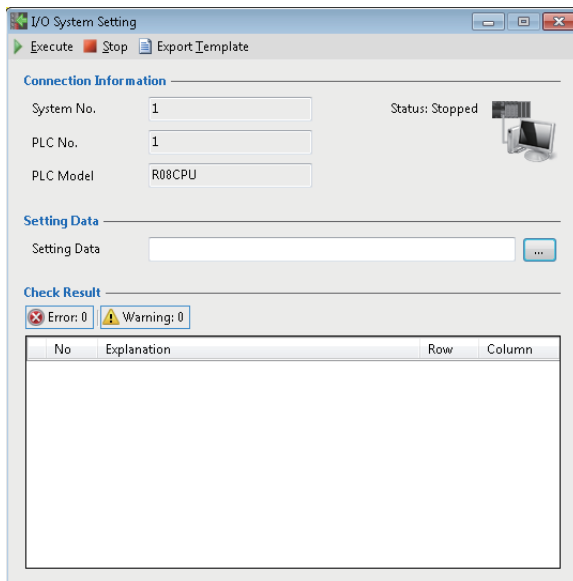 I/O System Setting
Execute Stop Export Template
Connection Information
System No. 1 Status: Stopped
PLC No. 1
PLC Model R08CPU
Setting Data
Setting Data ...
Check Result
Error: 0 Warning: 0
No Explanation Row Column